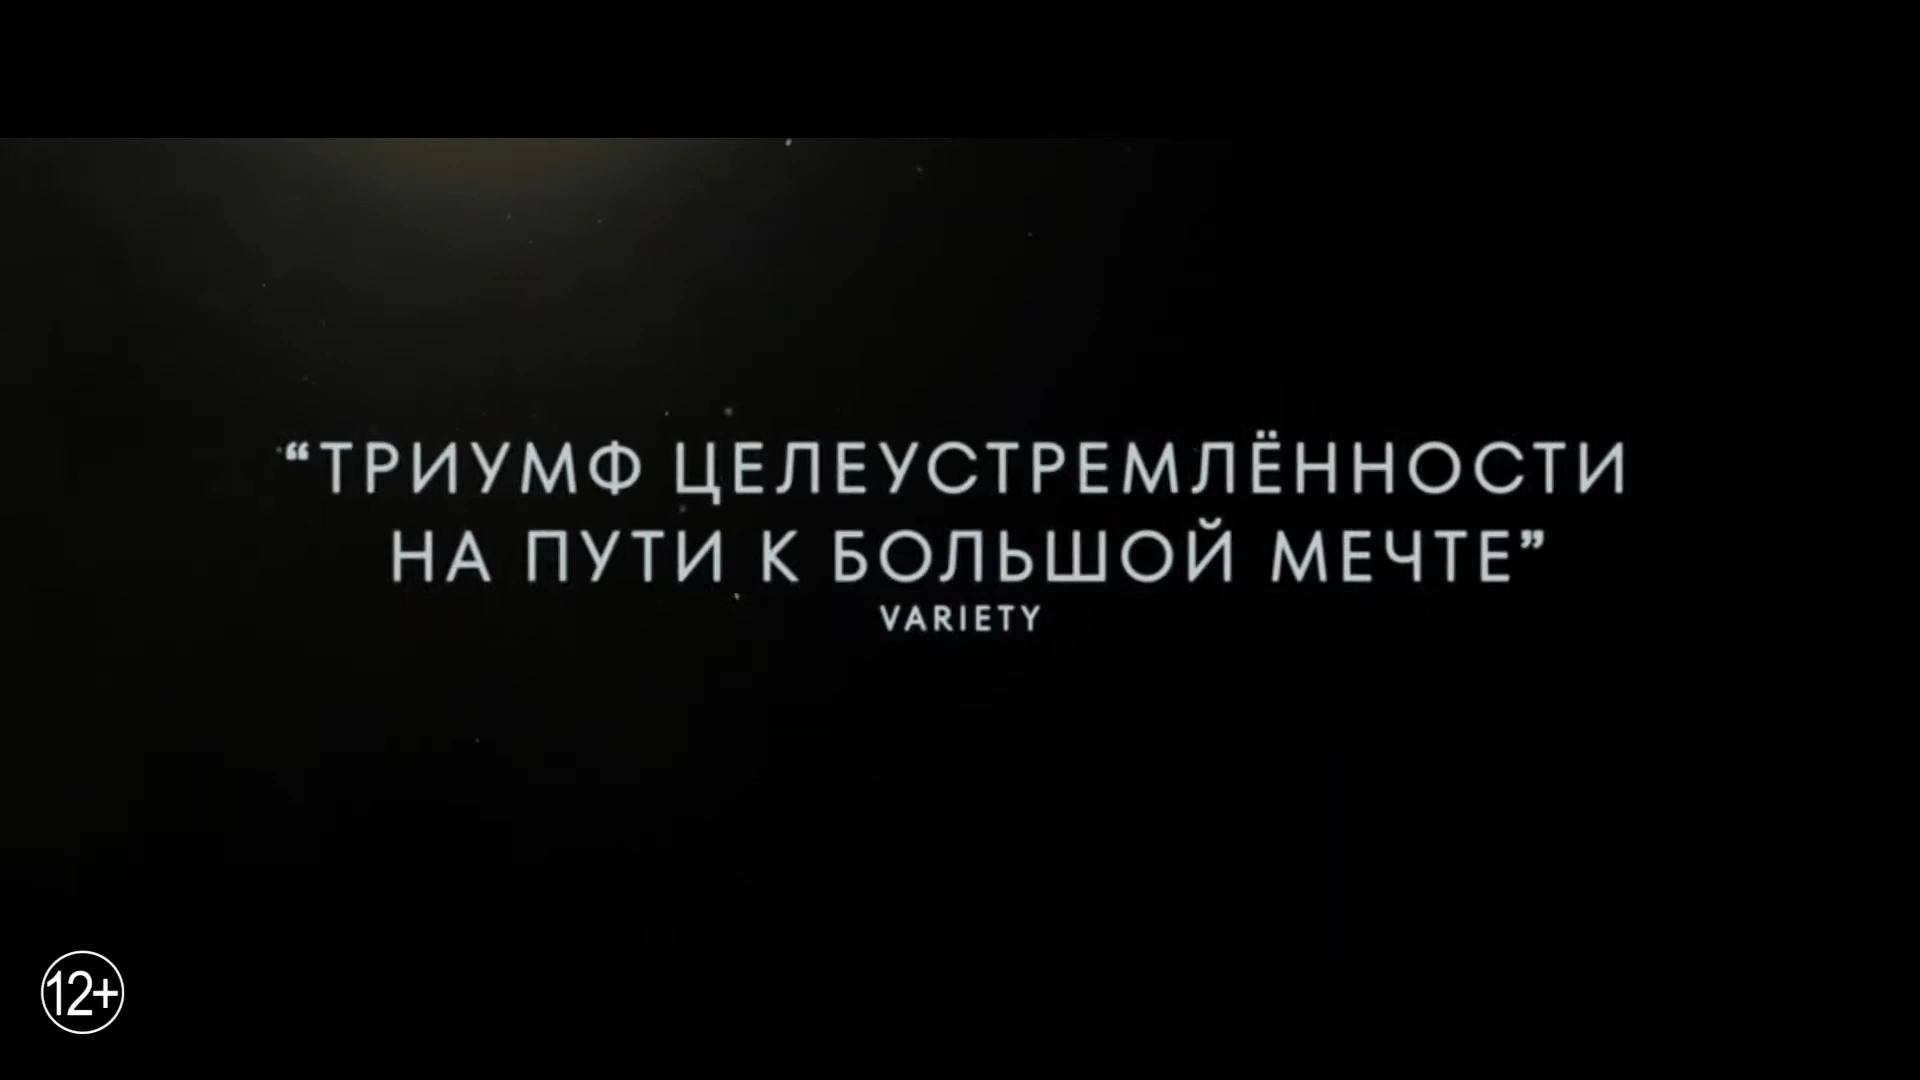 “ТРИУМФ ЦЕЛЕУСТРЕМЛЁННОСТИ
НА ПУТИ К БОЛЬШОЙ МЕЧТЕ”
VARIETY
12+